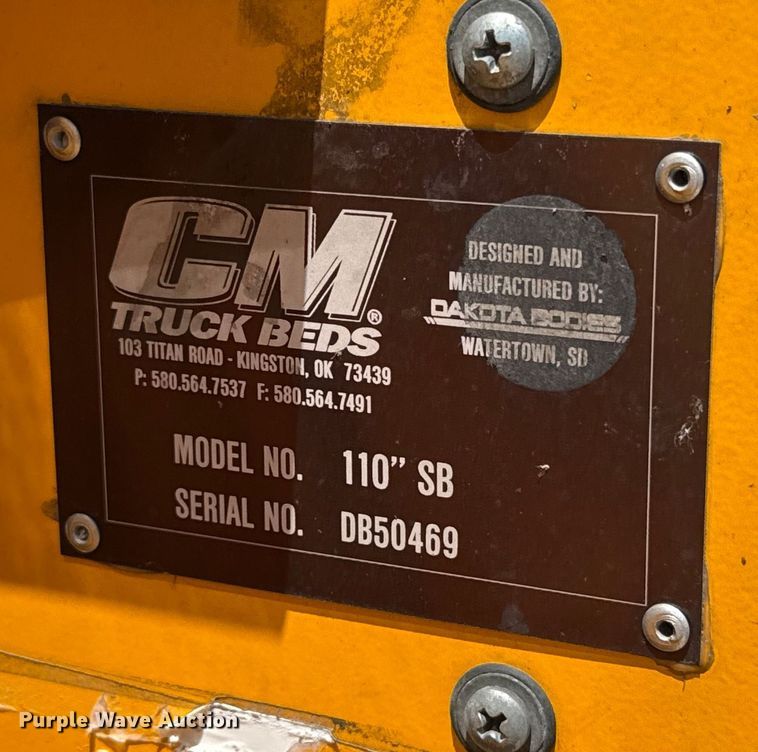 CM
TRUCK BEDS®
103 TITAN ROAD - KINGSTON, OK 73439
P: 580.564.7537 F: 580.564.7491
DESIGNED AND
MANUFACTURED BY:
DAKOTA BODIES
WATERTOWN, SD
MODEL NO. 110" SB
SERIAL NO. DB50469
Purple Wave Auction